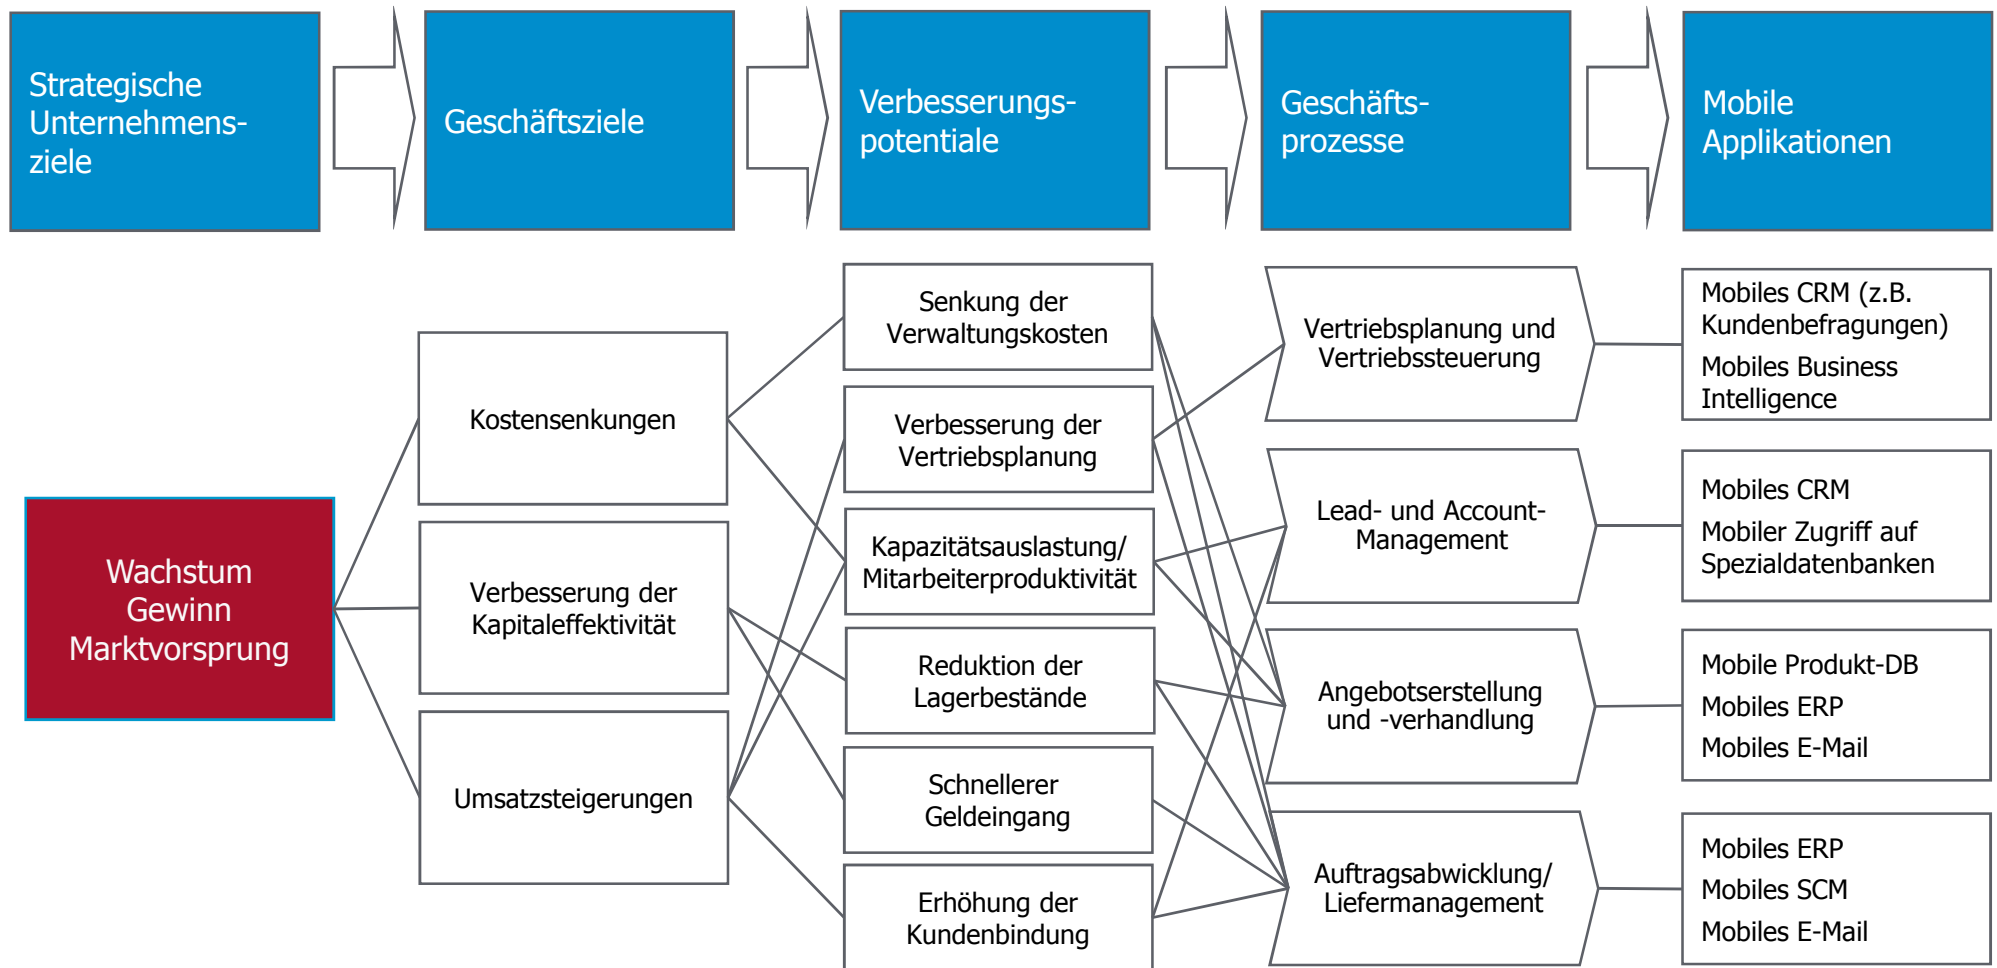 Strategische
Unternehmens-
ziele
Geschäftsziele
Verbesserungs-
potentiale
Geschäfts-
prozesse
Mobile
Applikationen
Wachstum
Gewinn
Marktvorsprung
Kostensenkungen
Verbesserung der
Kapitaleffektivität
Umsatzsteigerungen
Senkung der
Verwaltungskosten
Verbesserung der
Vertriebsplanung
Kapazitätsauslastung/
Mitarbeiterproduktivität
Reduktion der
Lagerbestände
Schnellerer
Geldeingang
Erhöhung der
Kundenbindung
Vertriebsplanung und
Vertriebssteuerung
Lead- und Account-
Management
Angebotserstellung
und -verhandlung
Auftragsabwicklung/
Liefermanagement
Mobiles CRM (z.B.
Kundenbefragungen)
Mobiles Business
Intelligence
Mobiles CRM
Mobiler Zugriff auf
Spezialdatenbanken
Mobile Produkt-DB
Mobiles ERP
Mobiles E-Mail
Mobiles ERP
Mobiles SCM
Mobiles E-Mail